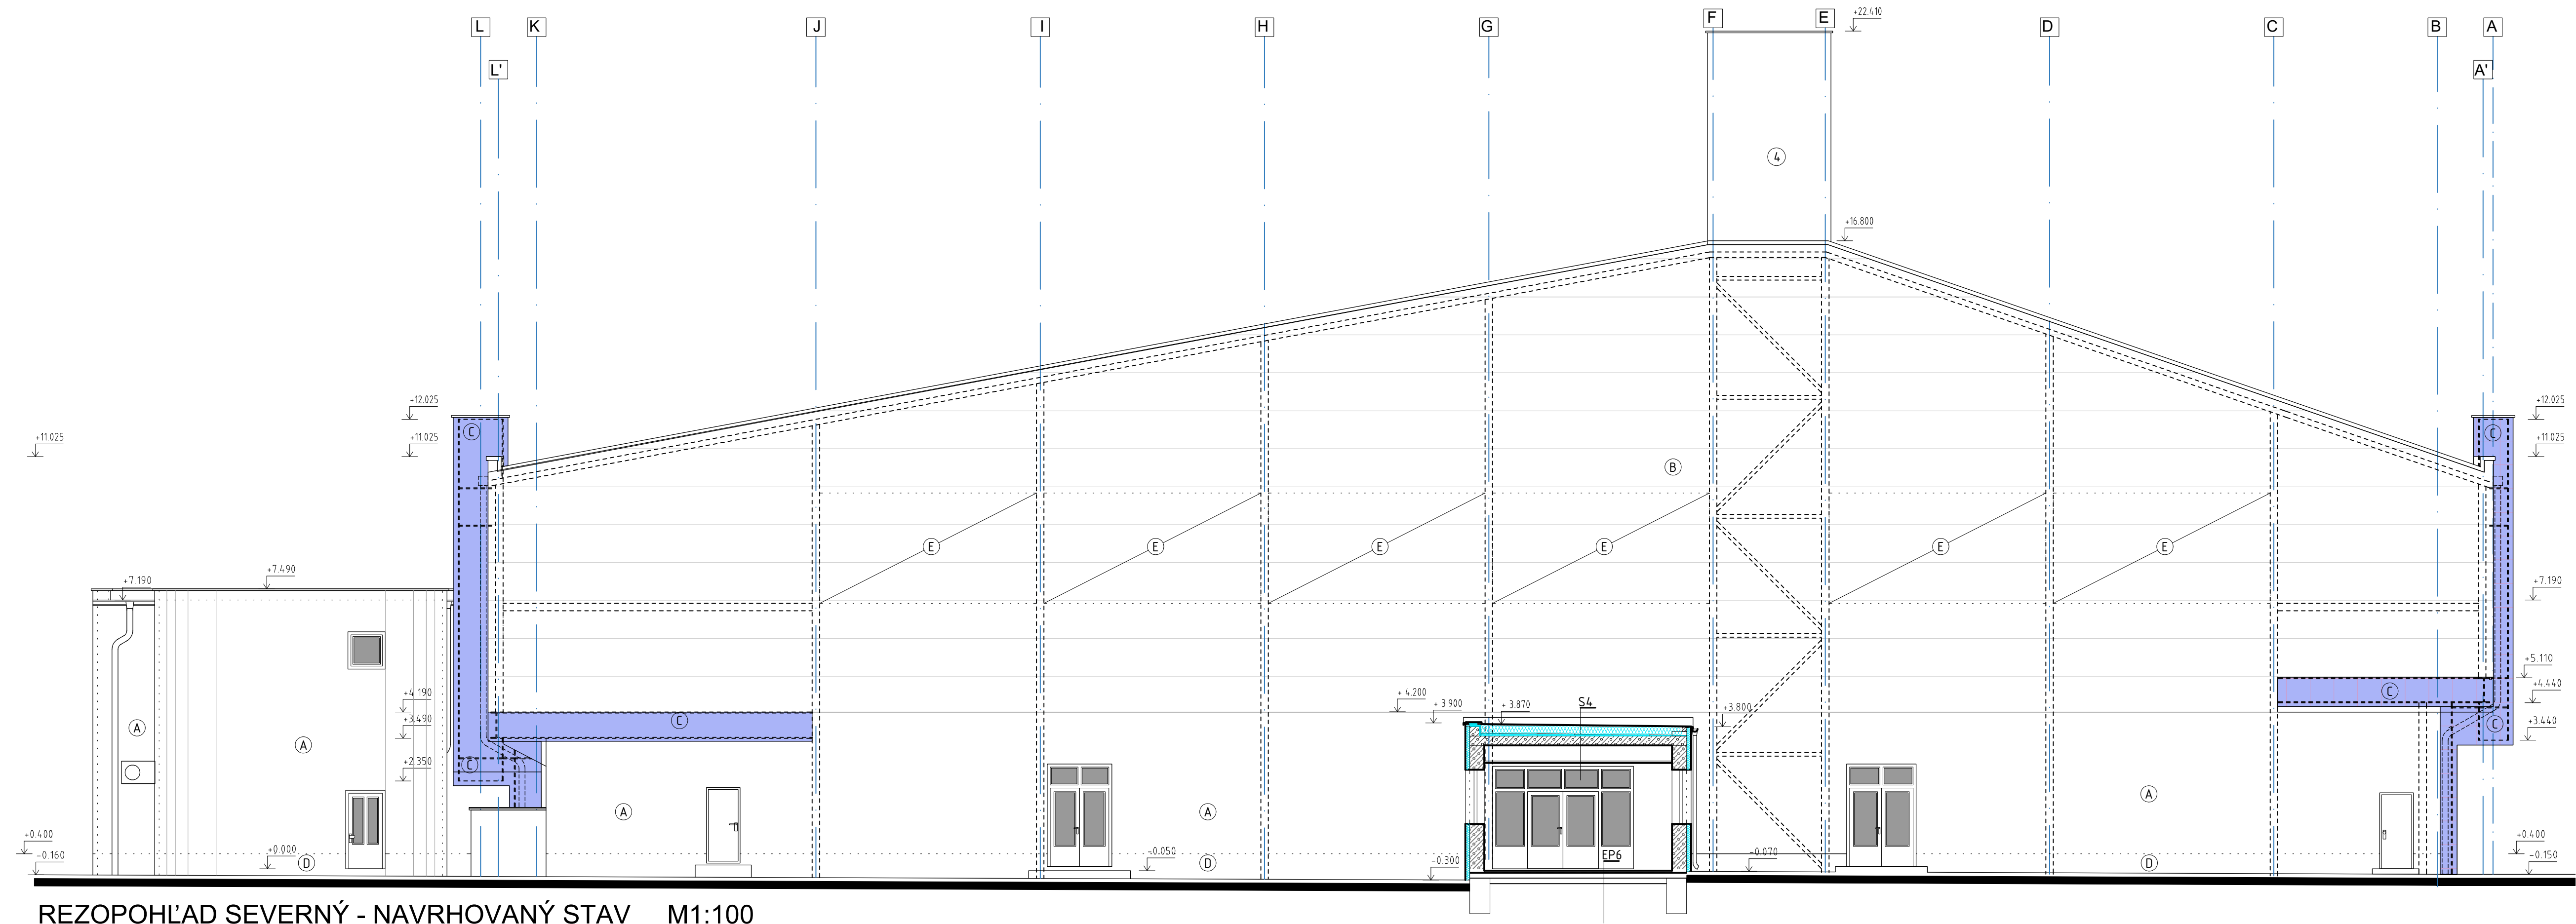 L K J I H G F E D C B A
L' A'
+22.410
4
+16.800
+12.025 +12.025
C C
+11.025 +11.025 +11.025
B
E E E E E E
+7.490
+7.190 +7.190
+5.110
+4.190 + 4.200 S4 C +4.440
+ 3.900 + 3.870 +3.800
C
+3.490 C +3.440
A A
C +2.350
A A A
+0.400 +0.400
+0.000 -0.050 EP6 -0.070
-0.160 D D -0.300 D -0.150
REZOPOHĽAD SEVERNÝ - NAVRHOVANÝ STAV M1:100